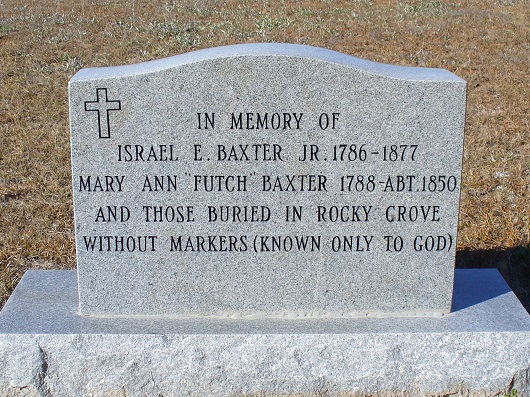 IN MEMORY OF
ISRAEL E. BAXTER JR. 1786-1877
MARY ANN "FUTCH" BAXTER 1788-ABT. 1850
AND THOSE BURIED IN ROCKY GROVE
WITHOUT MARKERS (KNOWN ONLY TO GOD)